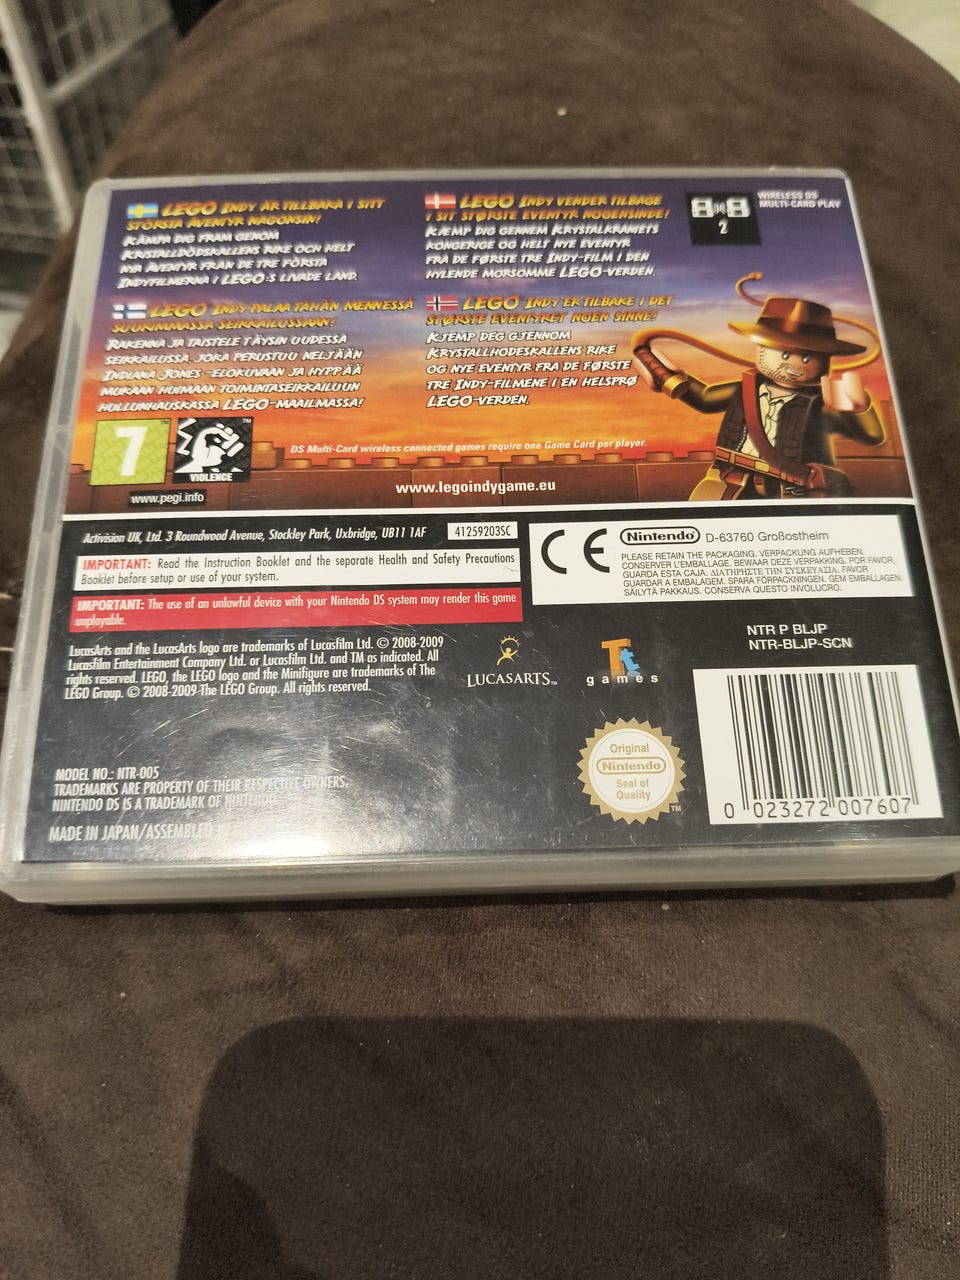 LEGO INDY ÄR TILLBAKA I SITT
STÖRSTA ÄVENTYR NÅGONSIN!
KÄMPA DIG FRAM GENOM
KRISTALLDÖDSKALLENS RIKE OCH HELT
NYA ÄVENTYR FRÅN DE TRE FÖRSTA
INDYFILMERNA I LEGO:S LIVADE LAND.
LEGO INDY VENDER TILBAGE
I SIT STØRSTE EVENTYR NOGENSINDE!
KÆMP DIG GENNEM KRYSTALKRANIETS
KONGERIGE OG HELT NYE EVENTYR
FRA DE FØRSTE TRE INDY-FILM I DEN
HYLENDE MORSOMME LEGO-VERDEN.
8x8
2
WIRELESS DS
MULTI-CARD PLAY
LEGO INDY PALAA TÄHÄN MENNESSÄ
SUURIMMASSA SEIKKAILUSSAAN!
RAKENNA JA TAISTELE TÄYSIN UUDESSA
SEIKKAILUSSA, JOKA PERUSTUU NELJÄÄN
INDIANA JONES -ELOKUVAAN JA HYPPÄÄ
MUKAAN HUIMAAN TOIMINTASEIKKAILUUN
HULLUNHAUSKASSA LEGO-MAAILMASSA!
LEGO INDY ER TILBAKE I DET
STØRSTE EVENTYRET NOEN SINNE!
KJEMP DEG GJENNOM
KRYSTALLHODESKALLENS RIKE
OG NYE EVENTYR FRA DE FØRSTE
TRE INDY-FILMENE I EN HELSPRØ
LEGO-VERDEN.
7
VIOLENCE
www.pegi.info
DS Multi-Card wireless connected games require one Game Card per player.
www.legoindygame.eu
Activision UK, Ltd. 3 Roundwood Avenue, Stockley Park, Uxbridge, UB11 1AF
41259203SC
IMPORTANT: Read the Instruction Booklet and the separate Health and Safety Precautions
Booklet before setup or use of your system.
IMPORTANT: The use of an unlawful device with your Nintendo DS system may render this game
unplayable.
CE
Nintendo® D-63760 Großostheim
PLEASE RETAIN THE PACKAGING. VERPACKUNG AUFHEBEN.
CONSERVER L'EMBALLAGE. BEWAAR DEZE VERPAKKING, POR FAVOR,
GUARDA ESTA CAJA. ΔΙΑΤΗΡΗΣΤΕ ΤΗΝ ΣΥΣΚΕΥΑΣΙΑ. FAVOR
GUARDAR A EMBALAGEM. SPARA FÖRPACKNINGEN. GEM EMBALLAGEN.
SÄILYTÄ PAKKAUS. CONSERVA QUESTO INVOLUCRO.
LucasArts and the LucasArts logo are trademarks of Lucasfilm Ltd. © 2008-2009
Lucasfilm Entertainment Company Ltd. or Lucasfilm Ltd. and TM as indicated. All
rights reserved. LEGO, the LEGO logo and the Minifigure are trademarks of The
LEGO Group. © 2008-2009 The LEGO Group. All rights reserved.
LUCASARTS™
Tt
games
NTR P BLJP
NTR-BLJP-SCN
Original
Nintendo
Seal of
Quality
TM
0 023272 007607
MODEL NO.: NTR-005
TRADEMARKS ARE PROPERTY OF THEIR RESPECTIVE OWNERS.
NINTENDO DS IS A TRADEMARK OF NINTENDO.
MADE IN JAPAN/ASSEMBLED